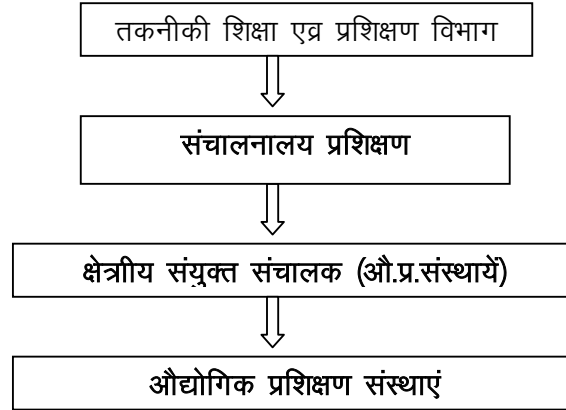 तकनीकी शिक्षा एव्र प्रशिक्षण विभाग
संचालनालय प्रशिक्षण
क्षेत्राीय संयुक्त संचालक (औ.प्र.संस्थायें)
औद्योगिक प्रशिक्षण संस्थाएं